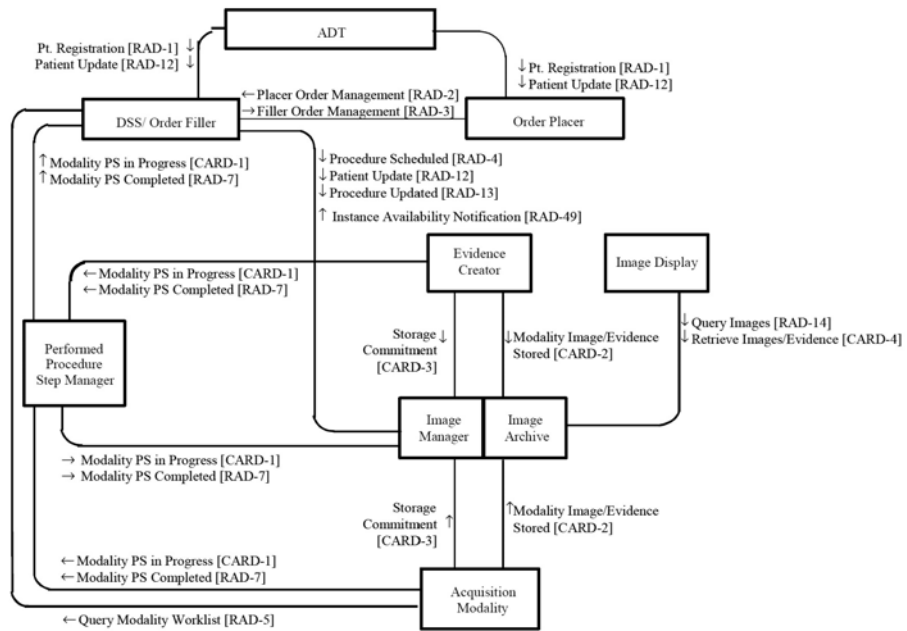 ADT
Pt. Registration [RAD-1] ↓
Patient Update [RAD-12] ↓
↓ Pt. Registration [RAD-1]
↓ Patient Update [RAD-12]
← Placer Order Management [RAD-2]
→ Filler Order Management [RAD-3]
DSS/ Order Filler
Order Placer
↑ Modality PS in Progress [CARD-1]
↑ Modality PS Completed [RAD-7]
↓ Procedure Scheduled [RAD-4]
↓ Patient Update [RAD-12]
↓ Procedure Updated [RAD-13]
↑ Instance Availability Notification [RAD-49]
Evidence
Creator
Image Display
← Modality PS in Progress [CARD-1]
← Modality PS Completed [RAD-7]
Storage
Commitment ↓
[CARD-3]
↓ Modality Image/Evidence
Stored [CARD-2]
↓ Query Images [RAD-14]
↓ Retrieve Images/Evidence [CARD-4]
Performed
Procedure
Step Manager
Image
Manager
Image
Archive
→ Modality PS in Progress [CARD-1]
→ Modality PS Completed [RAD-7]
Storage
Commitment ↑
[CARD-3]
↑ Modality Image/Evidence
Stored [CARD-2]
← Modality PS in Progress [CARD-1]
← Modality PS Completed [RAD-7]
Acquisition
Modality
← Query Modality Worklist [RAD-5]